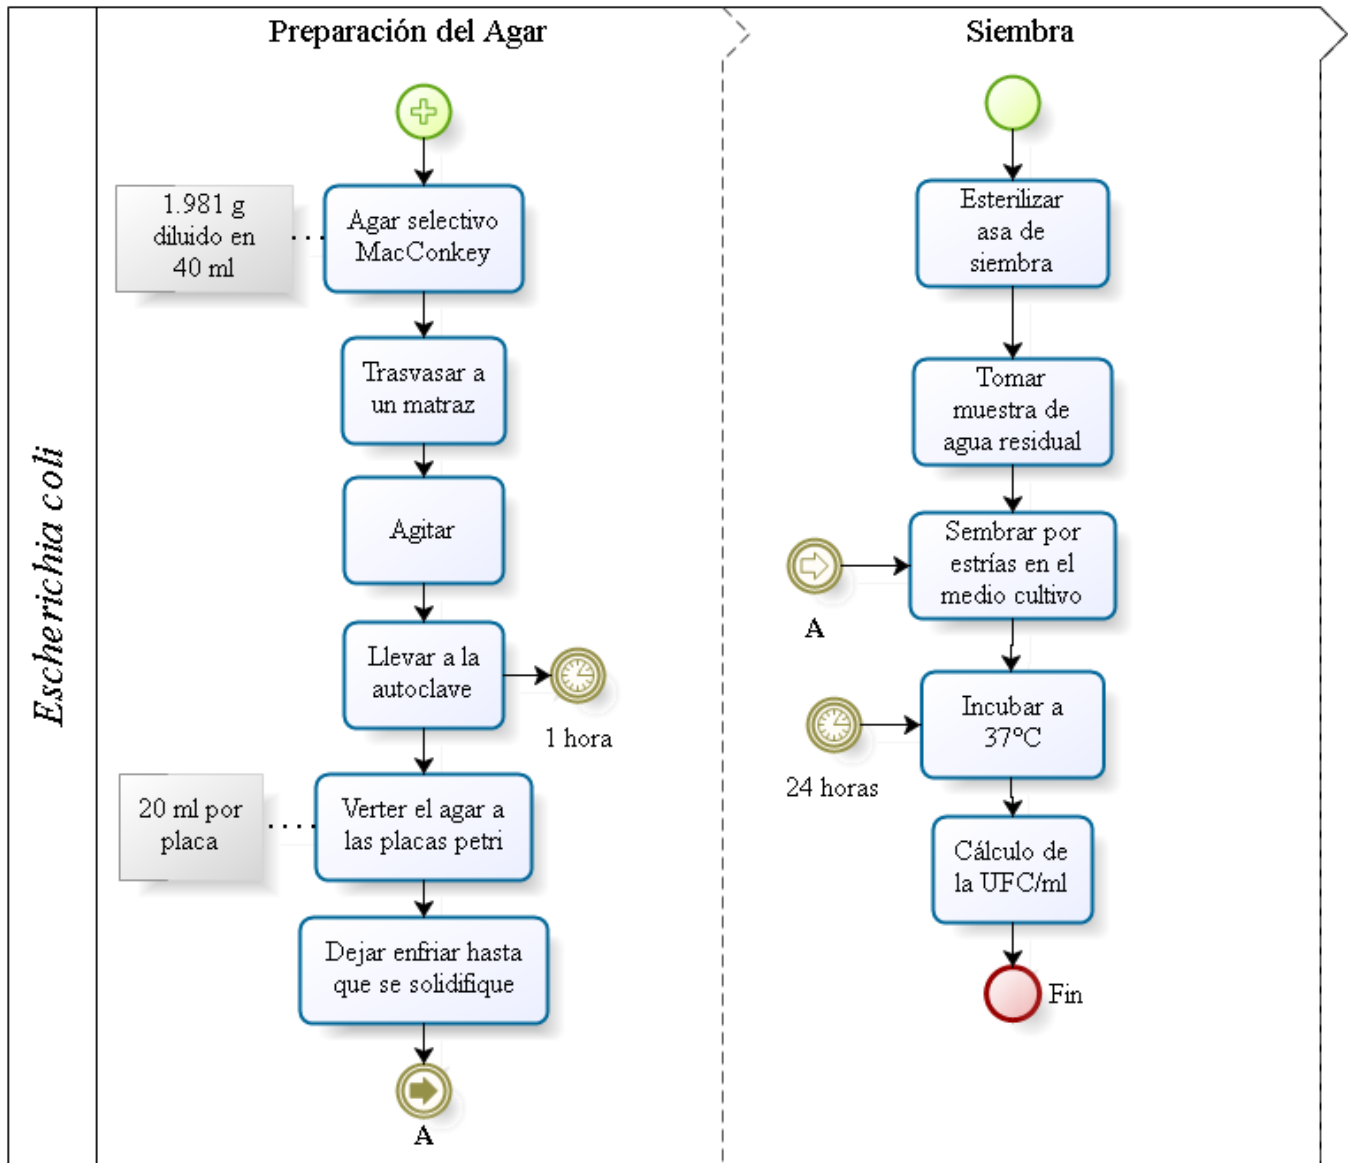 Preparación del Agar
Siembra
Escherichia coli
1.981 g
diluido en
40 ml
Agar selectivo
MacConkey
Trasvasar a
un matraz
Agitar
Llevar a la
autoclave
1 hora
20 ml por
placa
Verter el agar a
las placas petri
Dejar enfriar hasta
que se solidifique
A
Esterilizar
asa de
siembra
Tomar
muestra de
agua residual
Sembrar por
estrías en el
medio cultivo
A
Incubar a
37°C
24 horas
Cálculo de
la UFC/ml
Fin